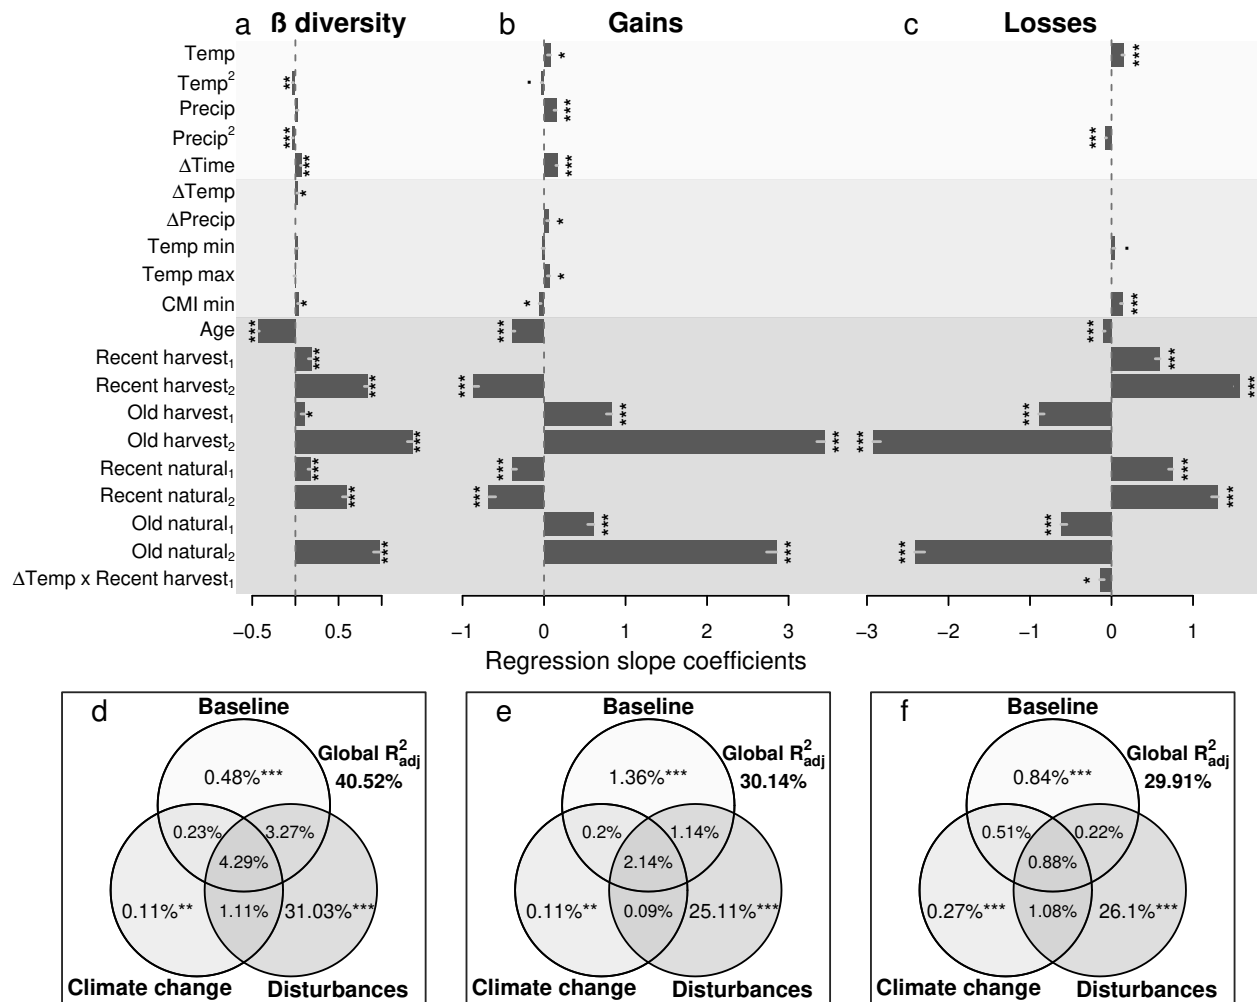 a ß diversity b Gains c Losses
Temp * ***
Temp2 ** .
Precip ***
Precip2 *** ***
ΔTime *** ***
ΔTemp *
ΔPrecip *
Temp min .
Temp max *
CMI min * * ***
Age *** *** ***
Recent harvest1 *** ***
Recent harvest2 *** *** ***
Old harvest1 * *** ***
Old harvest2 *** *** ***
Recent natural1 *** *** ***
Recent natural2 *** *** ***
Old natural1 *** ***
Old natural2 *** *** ***
ΔTemp x Recent harvest1 *
−0.5 0.5 −1 0 1 2 3 −3 −2 −1 0 1
Regression slope coefficients
d
Baseline
Global R2adj
40.52%
0.48%***
0.23%
3.27%
4.29%
0.11%**
1.11%
31.03%***
Climate change
Disturbances
e
Baseline
Global R2adj
30.14%
1.36%***
0.2%
1.14%
2.14%
0.11%**
0.09%
25.11%***
Climate change
Disturbances
f
Baseline
Global R2adj
29.91%
0.84%***
0.51%
0.22%
0.88%
0.27%***
1.08%
26.1%***
Climate change
Disturbances